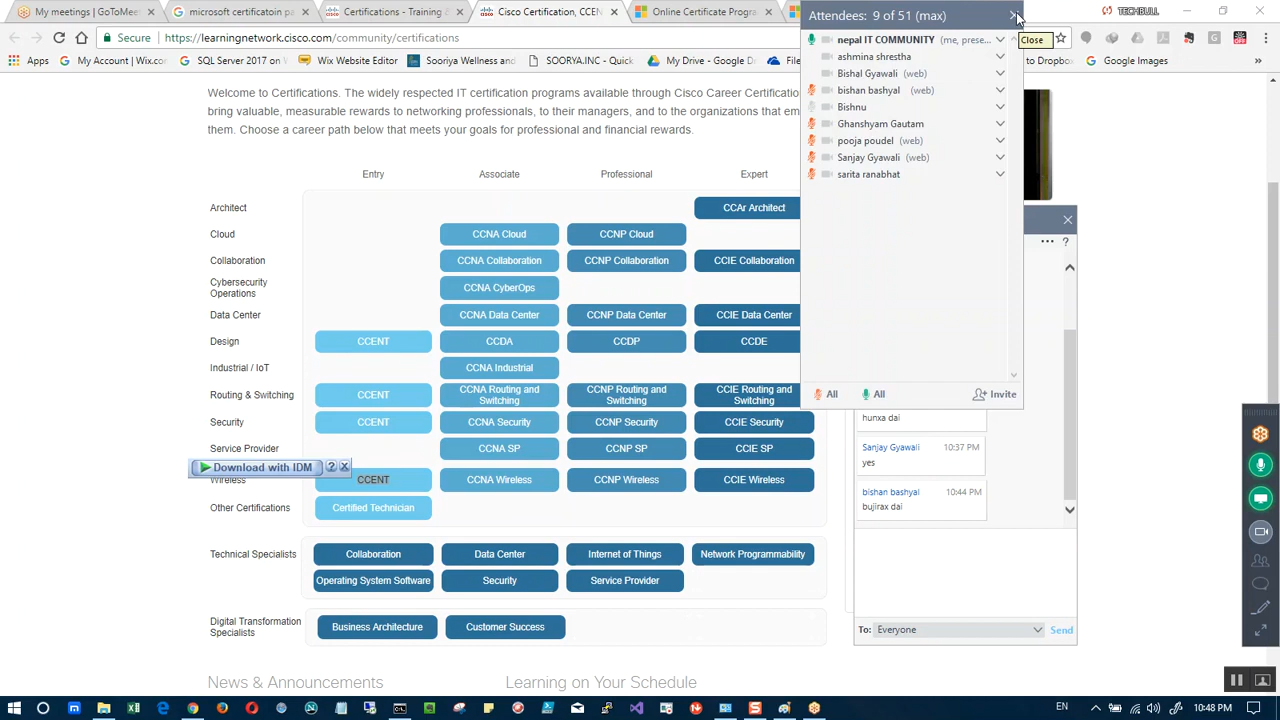 My meetings | GoToMee
microsoft certificatoin pa
Certifications - Training &
Cisco Certification, CCEN
Online Certificate Progra
TECHBULL
Attendees: 9 of 51 (max)
Close
Secure
https://learningnetwork.cisco.com/community/certifications
Apps
How to Back Up You
SQL Server 2017 on W
Sooriya Wellness and
SOORYA.INC - Google
My Drive - Google D
to Dropbox
Google Images
nepal IT COMMUNITY (me, prese...
ashmina shrestha
Bishal Gyawali (web)
bishan bashyal (web)
Bishnu
Ghanshyam Gautam
pooja poudel (web)
Sanjay Gyawali (web)
sarita ranabhat
All
All
Invite
Welcome to Certifications. The widely respected IT certification programs available through Cisco Career Certification
bring valuable, measurable rewards to networking professionals, to their managers, and to the organizations that em
them. Choose a career path below that meets your goals for professional and financial rewards.
Entry Associate Professional Expert
Architect CCAr Architect
Cloud CCNA Cloud CCNP Cloud
Collaboration CCNA Collaboration CCNP Collaboration CCIE Collaboration
Cybersecurity
Operations CCNA CyberOps
Data Center CCNA Data Center CCNP Data Center CCIE Data Center
Design CCENT CCDA CCDP CCDE
Industrial / IoT CCNA Industrial
Routing & Switching CCENT CCNA Routing and Switching CCNP Routing and Switching CCIE Routing and Switching
Security CCENT CCNA Security CCNP Security CCIE Security
Service Provider CCNA SP CCNP SP CCIE SP
Download with IDM
Wireless CCENT CCNA Wireless CCNP Wireless CCIE Wireless
Other Certifications Certified Technician
Technical Specialists Collaboration Data Center Internet of Things Network Programmability
Operating System Software Security Service Provider
Digital Transformation
Specialists Business Architecture Customer Success
News & Announcements
Learning on Your Schedule
hunxa dai
Sanjay Gyawali 10:37 PM
yes
bishan bashyal 10:44 PM
bujirax dai
To: Everyone
Send
EN
10:48 PM